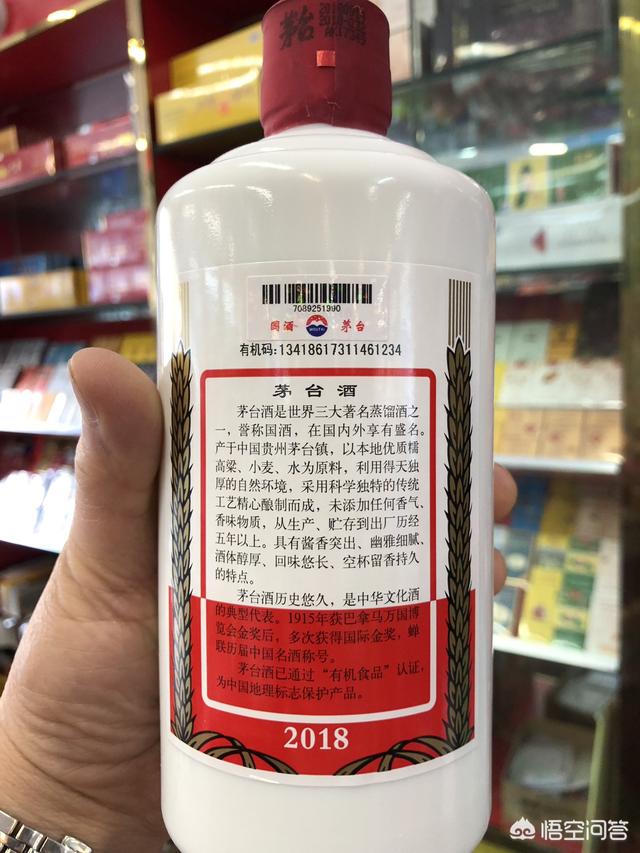 茅台
7089251990
国酒 茅台
有机码:13418617311461234
茅台酒
茅台酒是世界三大著名蒸馏酒之
一，誉称国酒，在国内外享有盛名。
产于中国贵州茅台镇，以本地优质糯
高粱、小麦、水为原料，利用得天独
厚的自然环境，采用科学独特的传统
工艺精心酿制而成，未添加任何香气、
香味物质，从生产、贮存到出厂历经
五年以上。具有酱香突出、幽雅细腻、
酒体醇厚、回味悠长、空杯留香持久
的特点。
茅台酒历史悠久，是中华文化酒
的典型代表。1915年获巴拿马万国博
览会金奖后，多次获得国际金奖，蝉
联历届中国名酒称号。
茅台酒已通过“有机食品”认证，
为中国地理标志保护产品。
2018
悟空问答